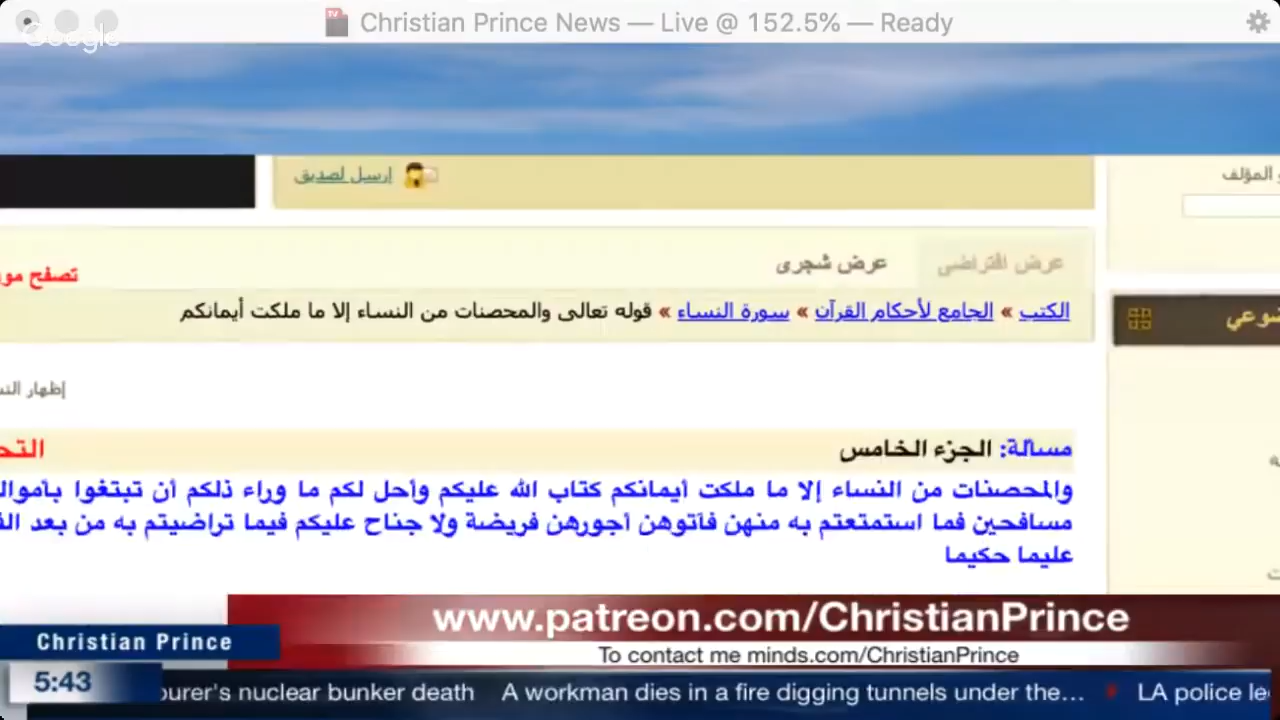 Christian Prince News — Live @ 152.5% — Ready
Google
ارسل لصديق
المؤلف
عرض افتراضي
عرض شجري
تصفح
الكتب » الجامع لأحكام القرآن » سورة النساء » قوله تعالى والمحصنات من النساء إلا ما ملكت أيمانكم
إظهار
مسألة: الجزء الخامس
والمحصنات من النساء إلا ما ملكت أيمانكم كتاب الله عليكم وأحل لكم ما وراء ذلكم أن تبتغوا
مسافحين فما استمتعتم به منهن فآتوهن أجورهن فريضة ولا جناح عليكم فيما تراضيتم به من بعد
عليما حكيما
www.patreon.com/ChristianPrince
Christian Prince
To contact me minds.com/ChristianPrince
5:43
ourer's nuclear bunker death A workman dies in a fire digging tunnels under the... LA police le